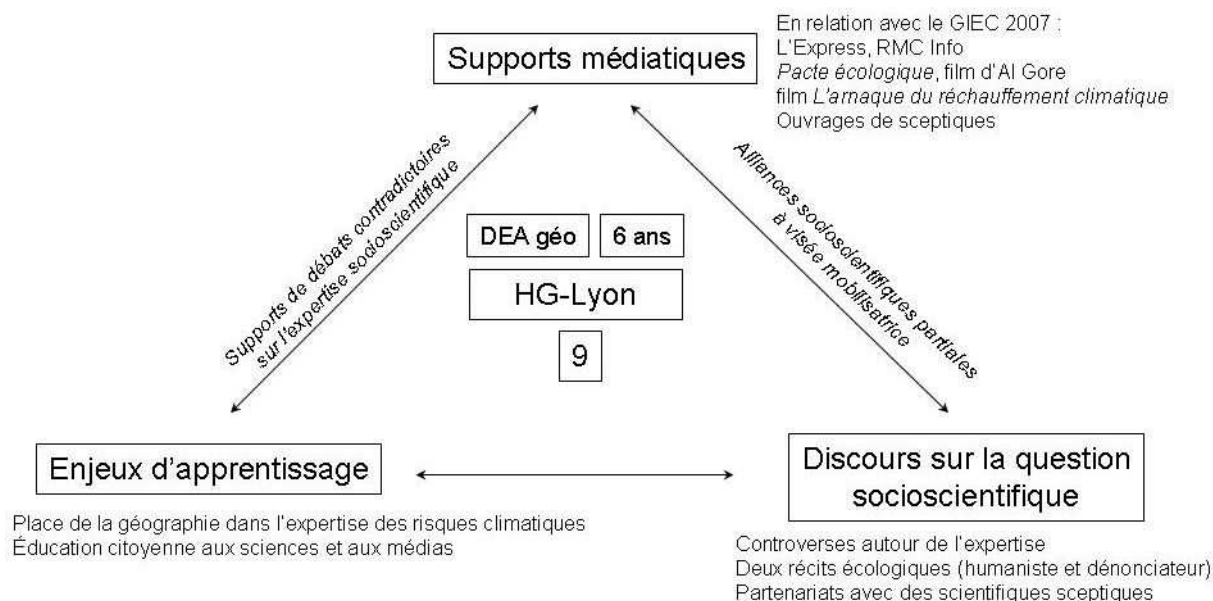 En relation avec le GIEC 2007 :
L'Express, RMC Info
Pacte écologique, film d'Al Gore
film L'arnaque du réchauffement climatique
Ouvrages de sceptiques
Supports médiatiques
Supports de débats contradictoires
sur l'expertise socioscientifique
Alliances socioscientifiques partiales
à visée mobilisatrice
DEA géo
6 ans
HG-Lyon
9
Enjeux d'apprentissage
Place de la géographie dans l'expertise des risques climatiques
Éducation citoyenne aux sciences et aux médias
Discours sur la question
socioscientifique
Controverses autour de l'expertise
Deux récits écologiques (humaniste et dénonciateur)
Partenariats avec des scientifiques sceptiques